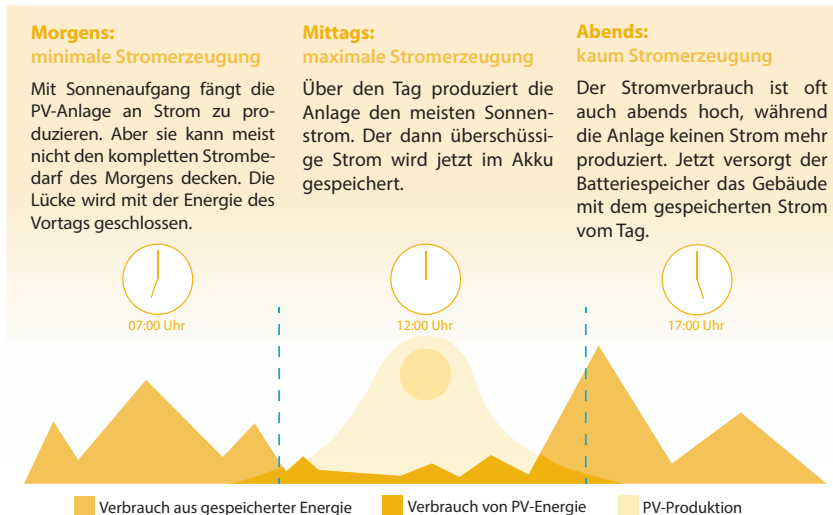 Morgens:
minimale Stromerzeugung
Mit Sonnenaufgang fängt die
PV-Anlage an Strom zu pro-
duzieren. Aber sie kann meist
nicht den kompletten Strombe-
darf des Morgens decken. Die
Lücke wird mit der Energie des
Vortags geschlossen.
07:00 Uhr
Mittags:
maximale Stromerzeugung
Über den Tag produziert die
Anlage den meisten Sonnen-
strom. Der dann überschüssi-
ge Strom wird jetzt im Akku
gespeichert.
12:00 Uhr
Abends:
kaum Stromerzeugung
Der Stromverbrauch ist oft
auch abends hoch, während
die Anlage keinen Strom mehr
produziert. Jetzt versorgt der
Batteriespeicher das Gebäude
mit dem gespeicherten Strom
vom Tag.
17:00 Uhr
Verbrauch aus gespeicherter Energie
Verbrauch von PV-Energie
PV-Produktion